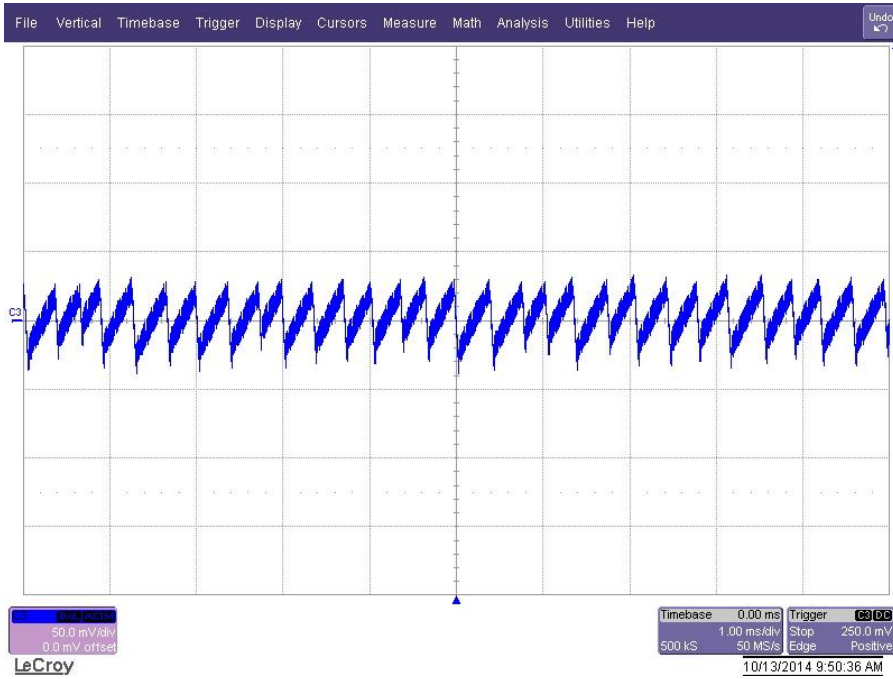 File Vertical Timebase Trigger Display Cursors Measure Math Analysis Utilities Help
Undo
C3
50.0 mV/div
0.0 mV offset
Timebase 0.00 ms
1.00 ms/div
500 kS 50 MS/s
Trigger C3 DC
Stop 250.0 mV
Edge Positive
LeCroy
10/13/2014 9:50:36 AM